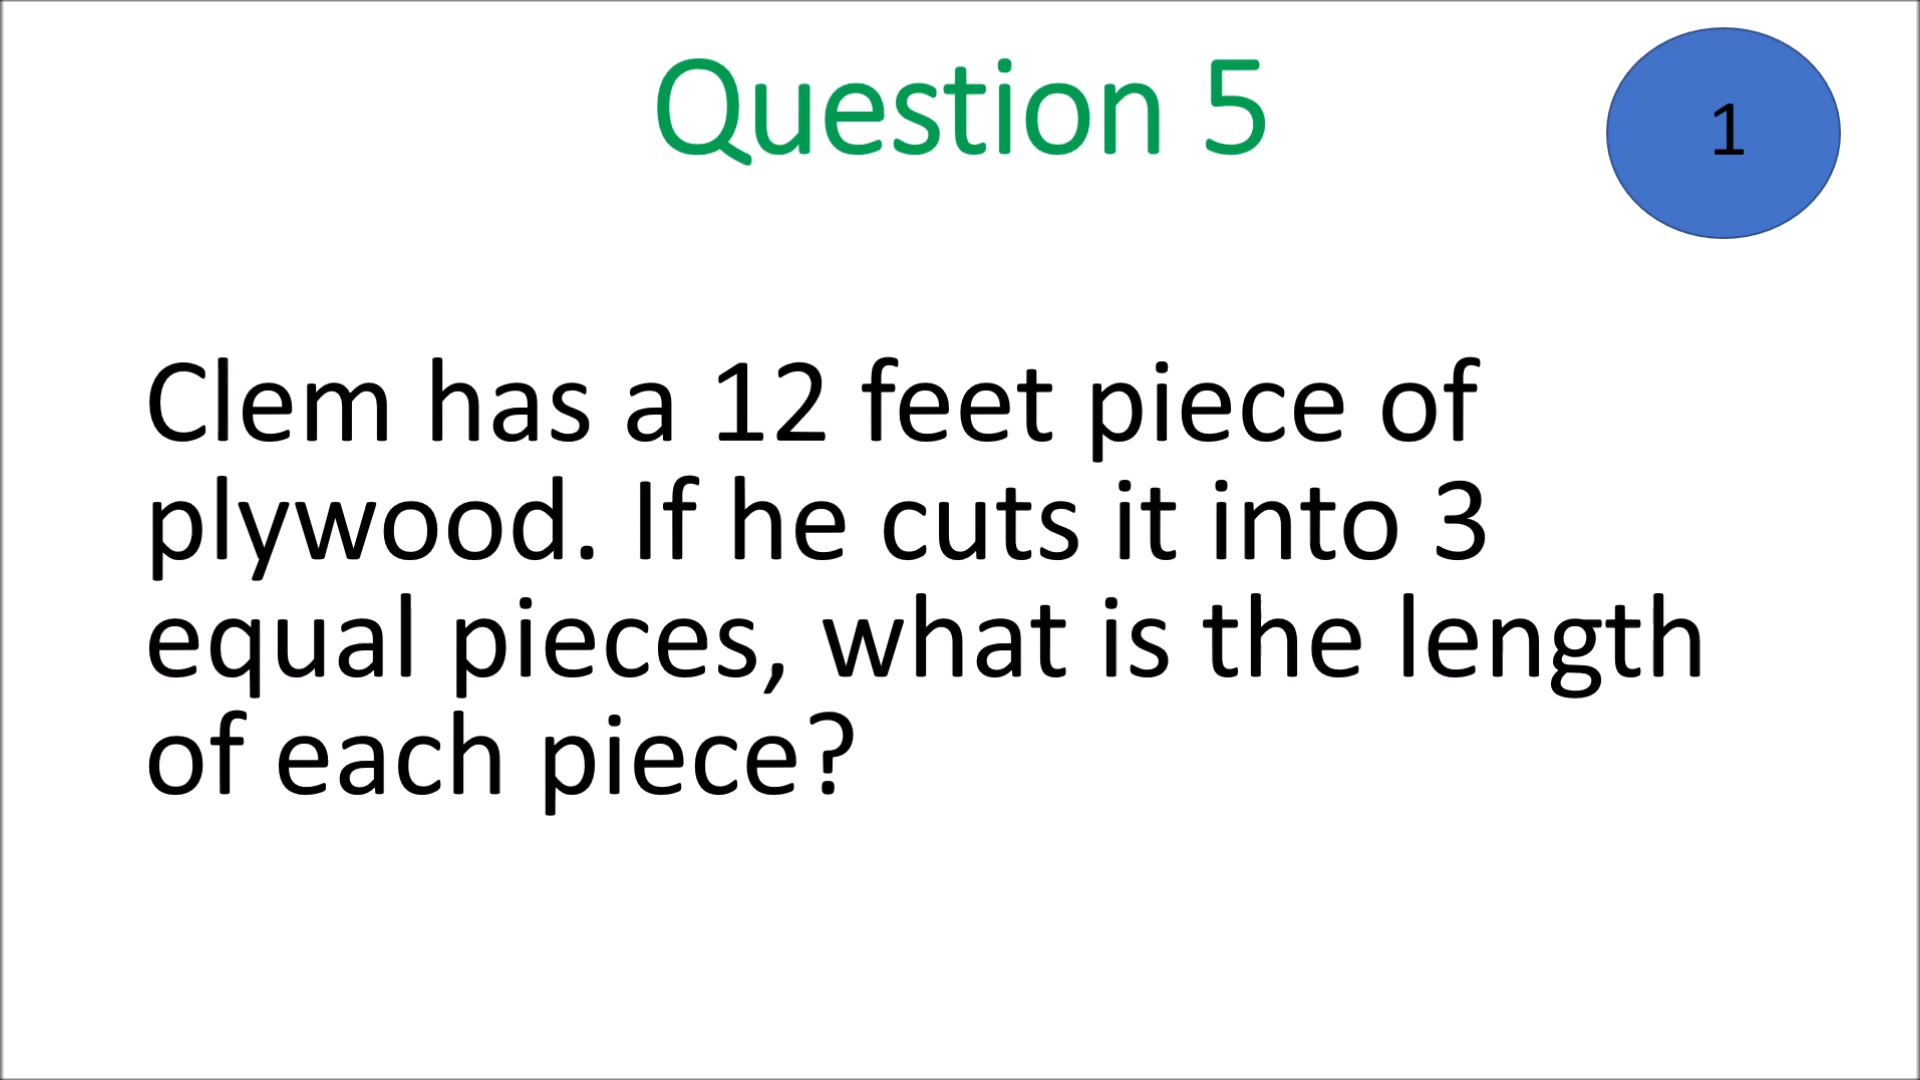 Question 5
1
Clem has a 12 feet piece of
plywood. If he cuts it into 3
equal pieces, what is the length
of each piece?